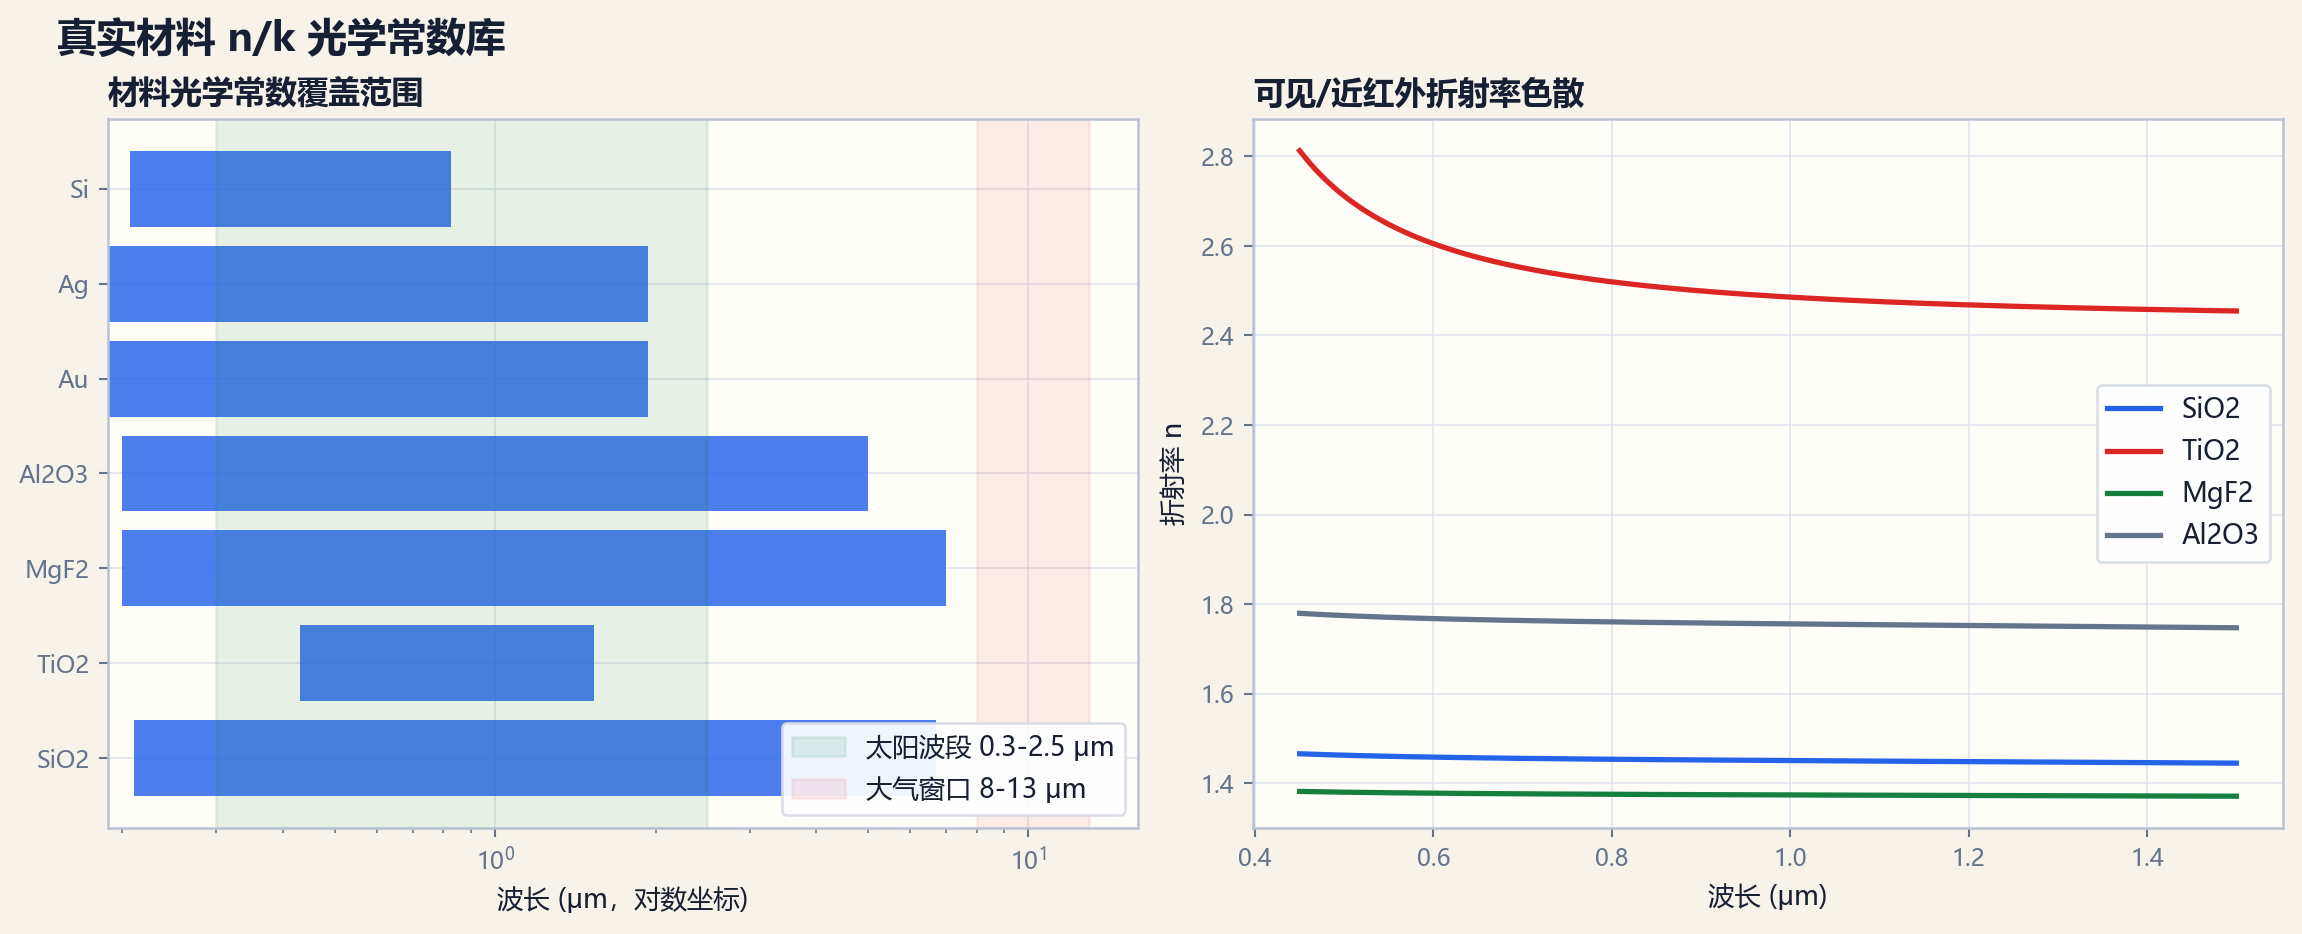 真实材料 n/k 光学常数库
材料光学常数覆盖范围
Si
Ag
Au
Al2O3
MgF2
TiO2
SiO2
太阳波段 0.3-2.5 μm
大气窗口 8-13 μm
10⁰
10¹
波长 (μm，对数坐标)
可见/近红外折射率色散
折射率 n
2.8
2.6
2.4
2.2
2.0
1.8
1.6
1.4
SiO2
TiO2
MgF2
Al2O3
0.4
0.6
0.8
1.0
1.2
1.4
波长 (μm)